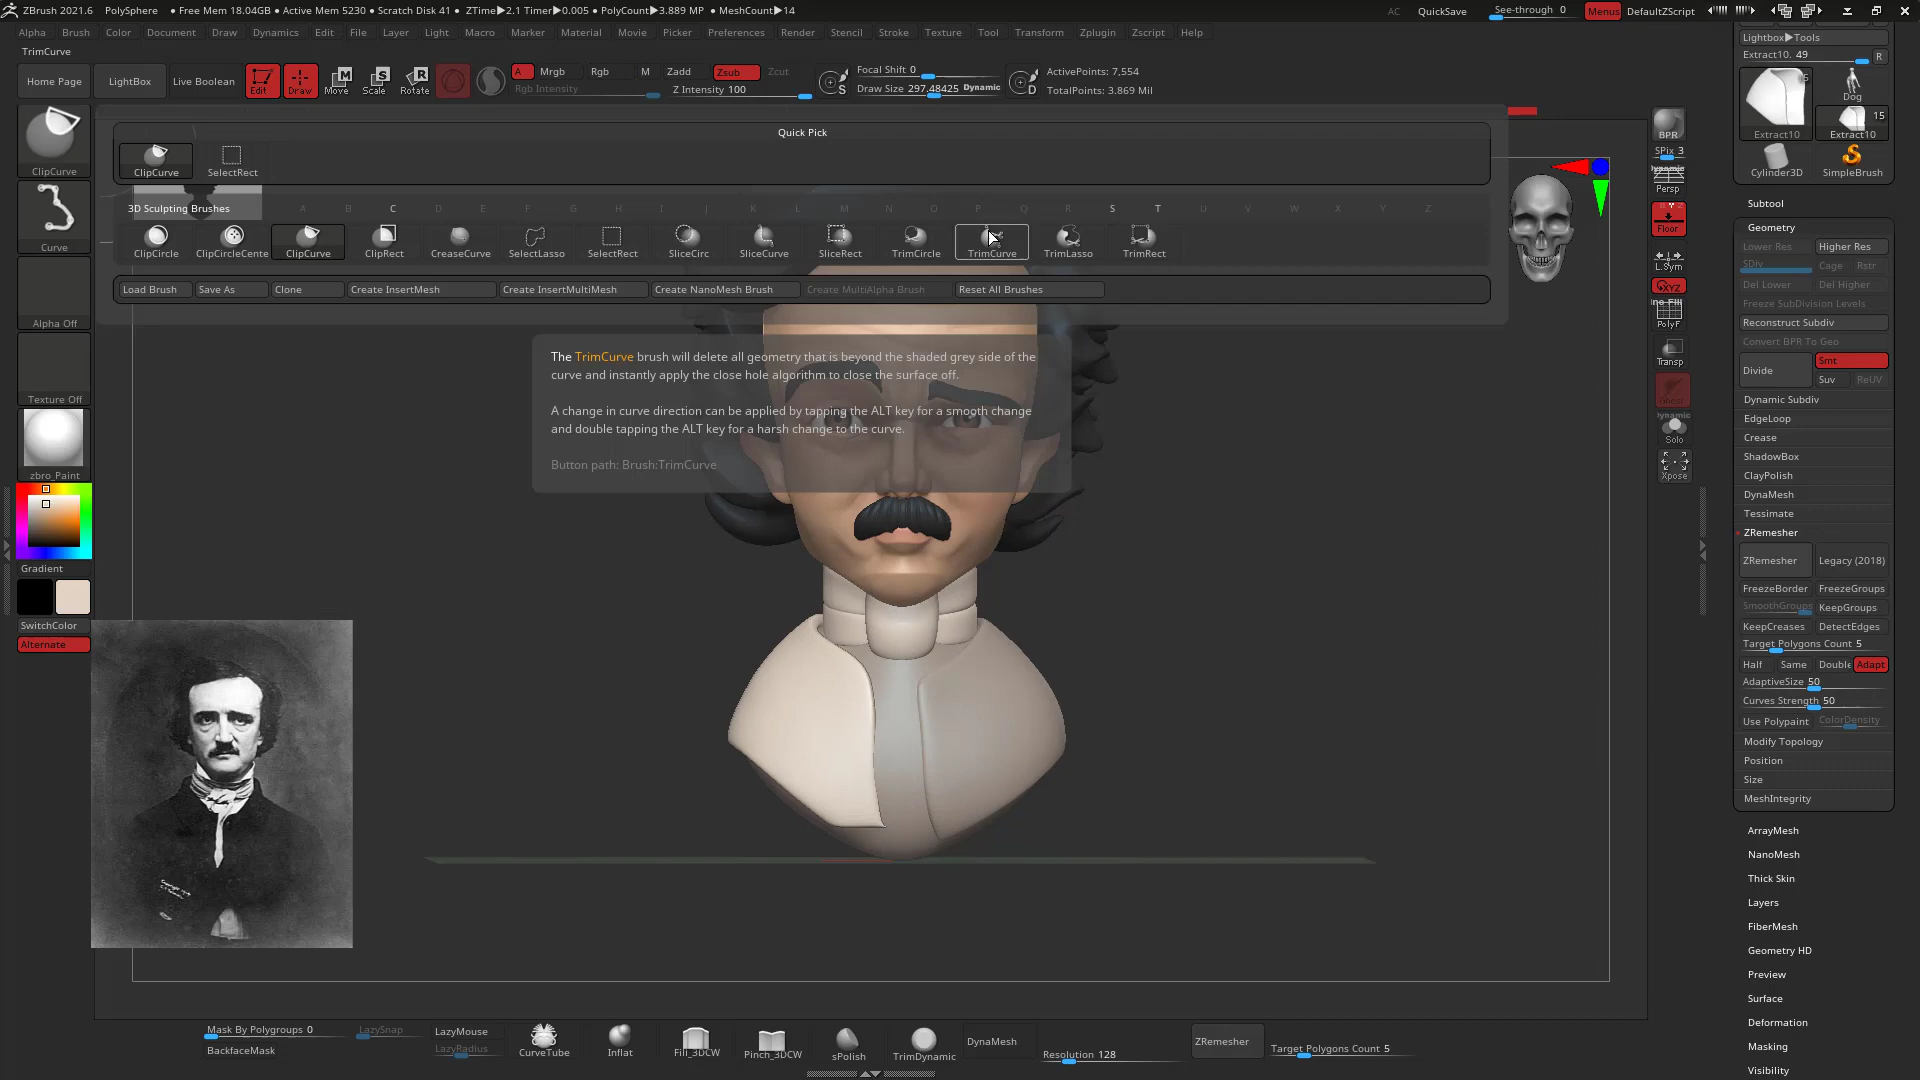 ZBrush 2021.6 PolySphere • Free Mem 18.04GB • Active Mem 5230 • Scratch Disk 41 • ZTime▶2.1 Timer▶0.005 • PolyCount▶3.889 MP • MeshCount▶14 AC QuickSave See-through 0 Menus DefaultZScript
Alpha Brush Color Document Draw Dynamics Edit File Layer Light Macro Marker Material Movie Picker Preferences Render Stencil Stroke Texture Tool Transform Zplugin Zscript Help
TrimCurve
Home Page LightBox Live Boolean Edit Draw Move Scale Rotate
A Mrgb Rgb M Zadd Zsub Zcut
Rgb Intensity Z Intensity 100
Focal Shift 0
Draw Size 297.48425 Dynamic
ActivePoints: 7,554
TotalPoints: 3.869 Mil
Quick Pick
ClipCurve SelectRect
3D Sculpting Brushes A B C D E F G H I J K L M N O P Q R S T U V W X Y Z
ClipCircle ClipCircleCente ClipCurve ClipRect CreaseCurve SelectLasso SelectRect SliceCirc SliceCurve SliceRect TrimCircle TrimCurve TrimLasso TrimRect
Load Brush Save As Clone Create InsertMesh Create InsertMultiMesh Create NanoMesh Brush Create MultiAlpha Brush Reset All Brushes
The TrimCurve brush will delete all geometry that is beyond the shaded grey side of the
curve and instantly apply the close hole algorithm to close the surface off.
A change in curve direction can be applied by tapping the ALT key for a smooth change
and double tapping the ALT key for a harsh change to the curve.
Button path: Brush:TrimCurve
ClipCurve
Curve
Alpha Off
Texture Off
zbro_Paint
Gradient
SwitchColor
Alternate
BPR
SPix 3
Dynamic
Persp
Floor
L.Sym
XYZ
Line Fill
PolyF
Transp
Ghost
Dynamic
Solo
Xpose
Lightbox▶Tools
Extract10. 49 R
Extract10
Dog
15
Extract10
Cylinder3D SimpleBrush
Subtool
Geometry
Lower Res Higher Res
SDiv Cage Rstr
Del Lower Del Higher
Freeze SubDivision Levels
Reconstruct Subdiv
Convert BPR To Geo
Divide Smt
Suv ReUV
Dynamic Subdiv
EdgeLoop
Crease
ShadowBox
ClayPolish
DynaMesh
Tessimate
ZRemesher
ZRemesher Legacy (2018)
FreezeBorder FreezeGroups
SmoothGroups KeepGroups
KeepCreases DetectEdges
Target Polygons Count 5
Half Same Double Adapt
AdaptiveSize 50
Curves Strength 50
Use Polypaint ColorDensity
Modify Topology
Position
Size
MeshIntegrity
ArrayMesh
NanoMesh
Thick Skin
Layers
FiberMesh
Geometry HD
Preview
Surface
Deformation
Masking
Visibility
Mask By Polygroups 0 LazySnap LazyMouse
BackfaceMask LazyRadius
CurveTube Inflat Fill_3DCW Pinch_3DCW sPolish TrimDynamic DynaMesh Resolution 128 ZRemesher Target Polygons Count 5